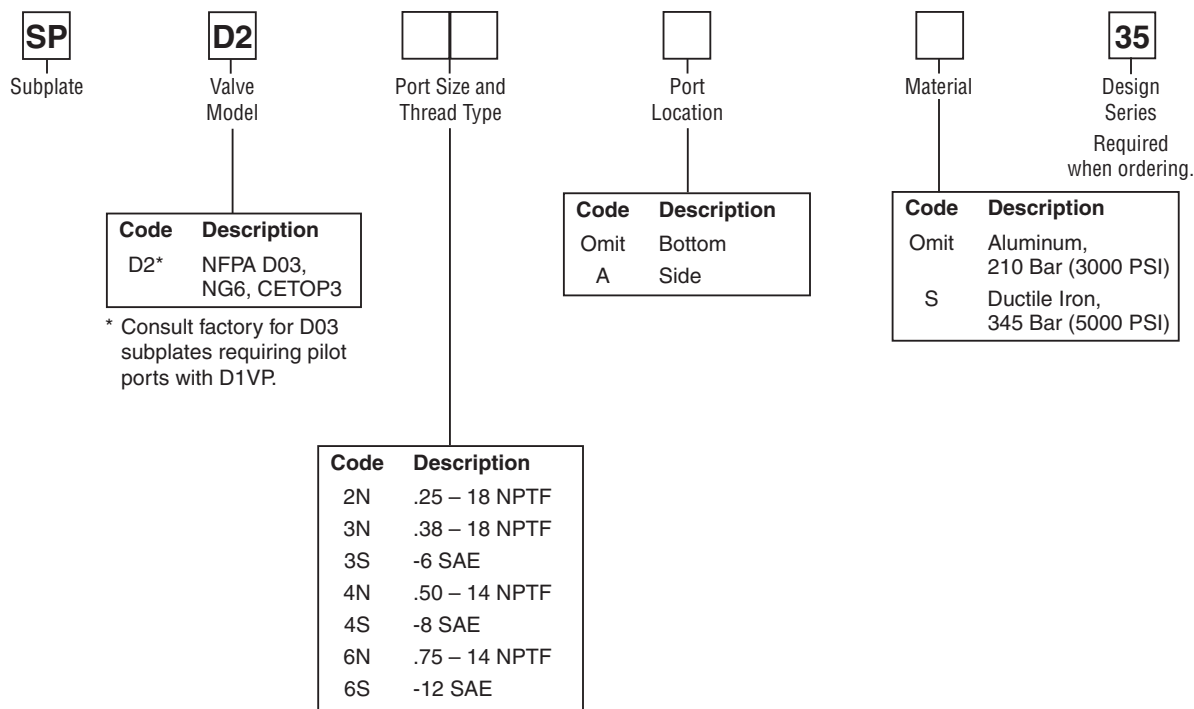 SP D2 35
Subplate
Valve
Model
Port Size and
Thread Type
Port
Location
Material
Design
Series
Required
when ordering.
Code Description
D2* NFPA D03,
NG6, CETOP3
* Consult factory for D03
subplates requiring pilot
ports with D1VP.
Code Description
Omit Bottom
A Side
Code Description
Omit Aluminum,
210 Bar (3000 PSI)
S Ductile Iron,
345 Bar (5000 PSI)
Code Description
2N .25 – 18 NPTF
3N .38 – 18 NPTF
3S -6 SAE
4N .50 – 14 NPTF
4S -8 SAE
6N .75 – 14 NPTF
6S -12 SAE